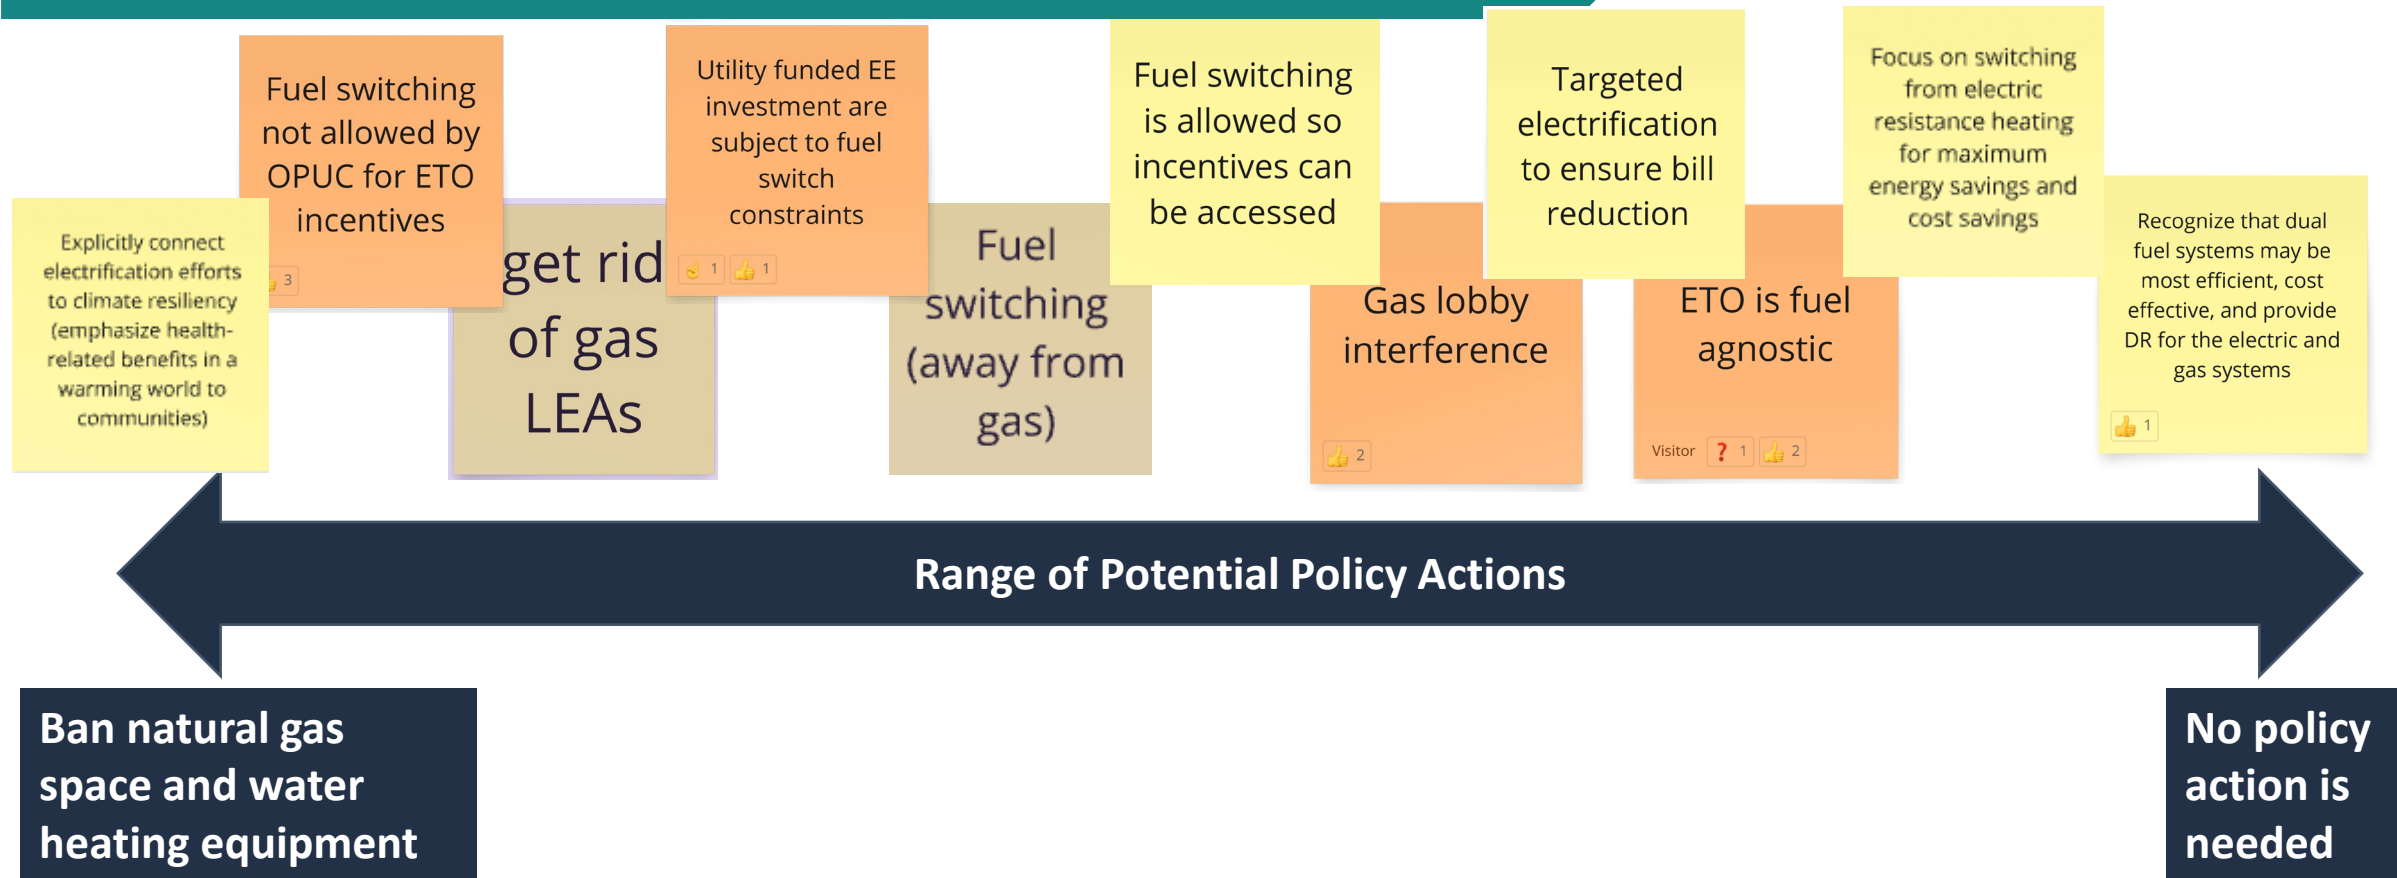 Explicitly connect
electrification efforts
to climate resiliency
(emphasize health-
related benefits in a
warming world to
communities)
Fuel switching
not allowed by
OPUC for ETO
incentives
3
get rid
of gas
LEAs
Utility funded EE
investment are
subject to fuel
switch
constraints
1 1
Fuel
switching
(away from
gas)
Fuel switching
is allowed so
incentives can
be accessed
Gas lobby
interference
2
Targeted
electrification
to ensure bill
reduction
ETO is fuel
agnostic
Visitor ❓ 1 2
Focus on switching
from electric
resistance heating
for maximum
energy savings and
cost savings
Recognize that dual
fuel systems may be
most efficient, cost
effective, and provide
DR for the electric and
gas systems
1
Range of Potential Policy Actions
Ban natural gas
space and water
heating equipment
No policy
action is
needed